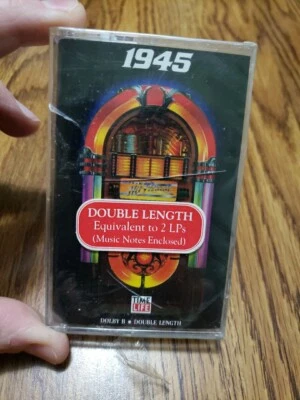 1945
DOUBLE LENGTH
Equivalent to 2 LPs
(Music Notes Enclosed)
TIME
LIFE
DOLBY B ★ DOUBLE LENGTH